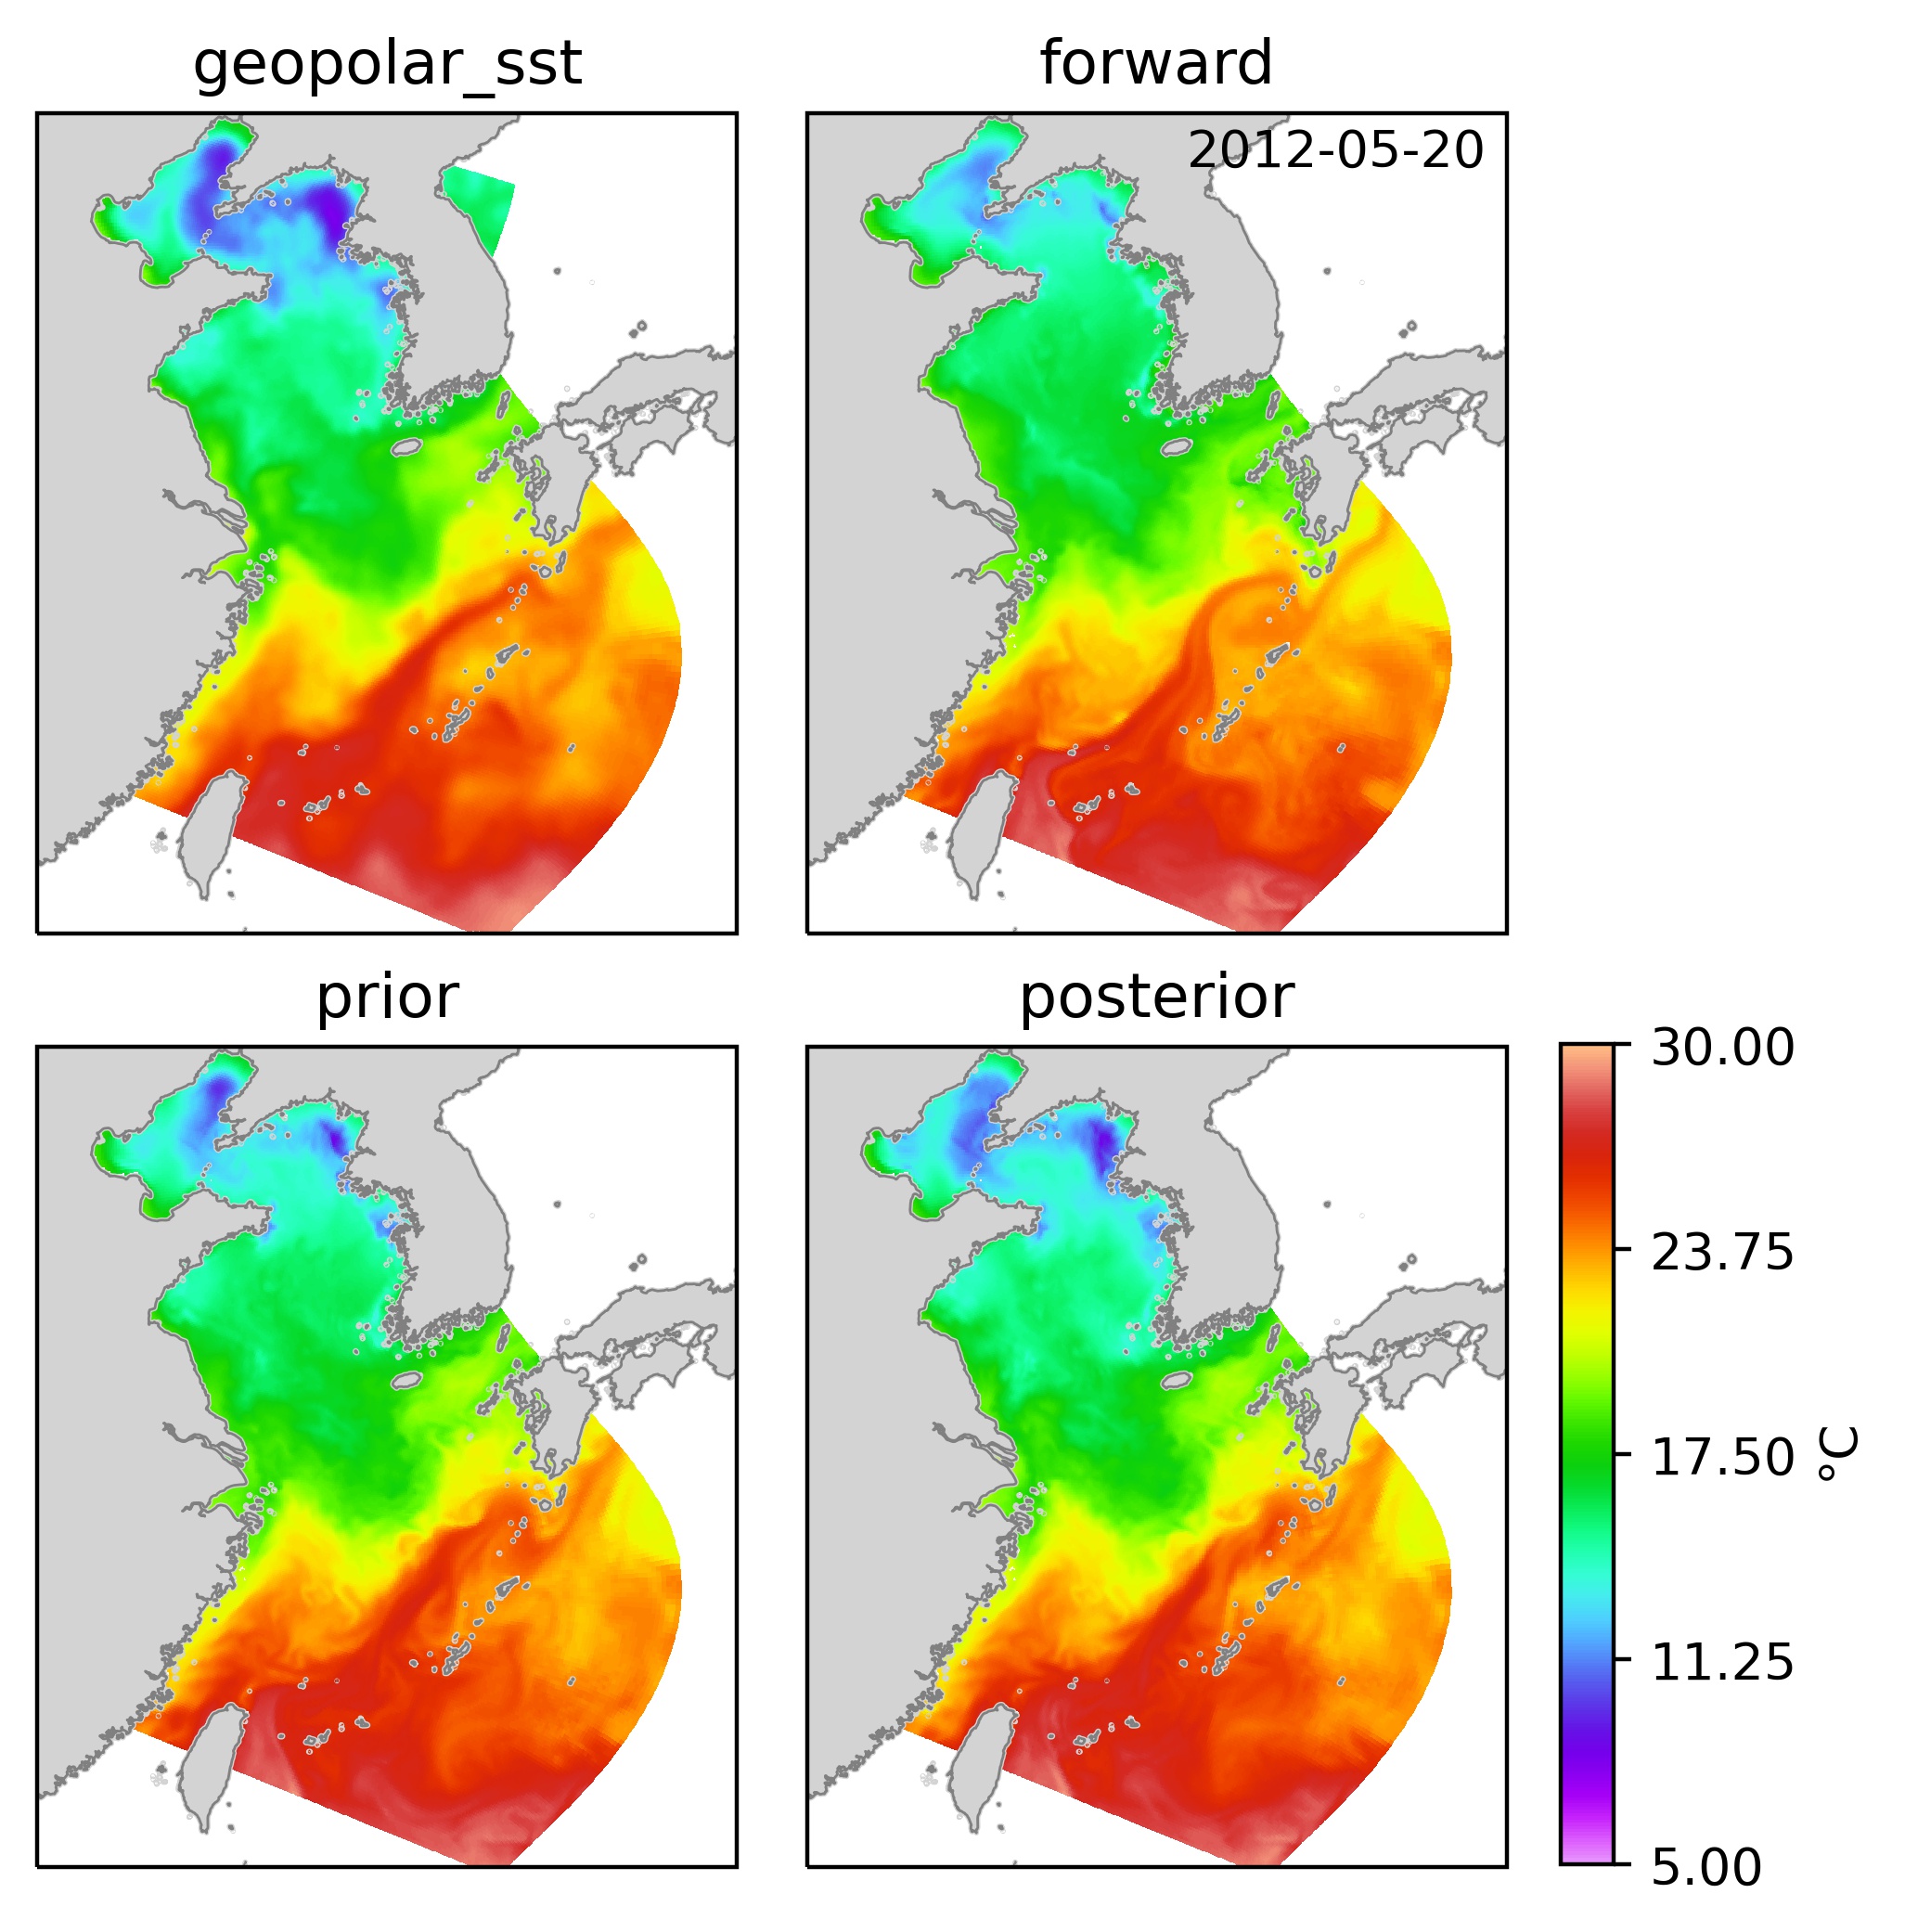 geopolar_sst
forward
2012-05-20
prior
posterior
30.00
23.75
17.50
11.25
5.00
°C